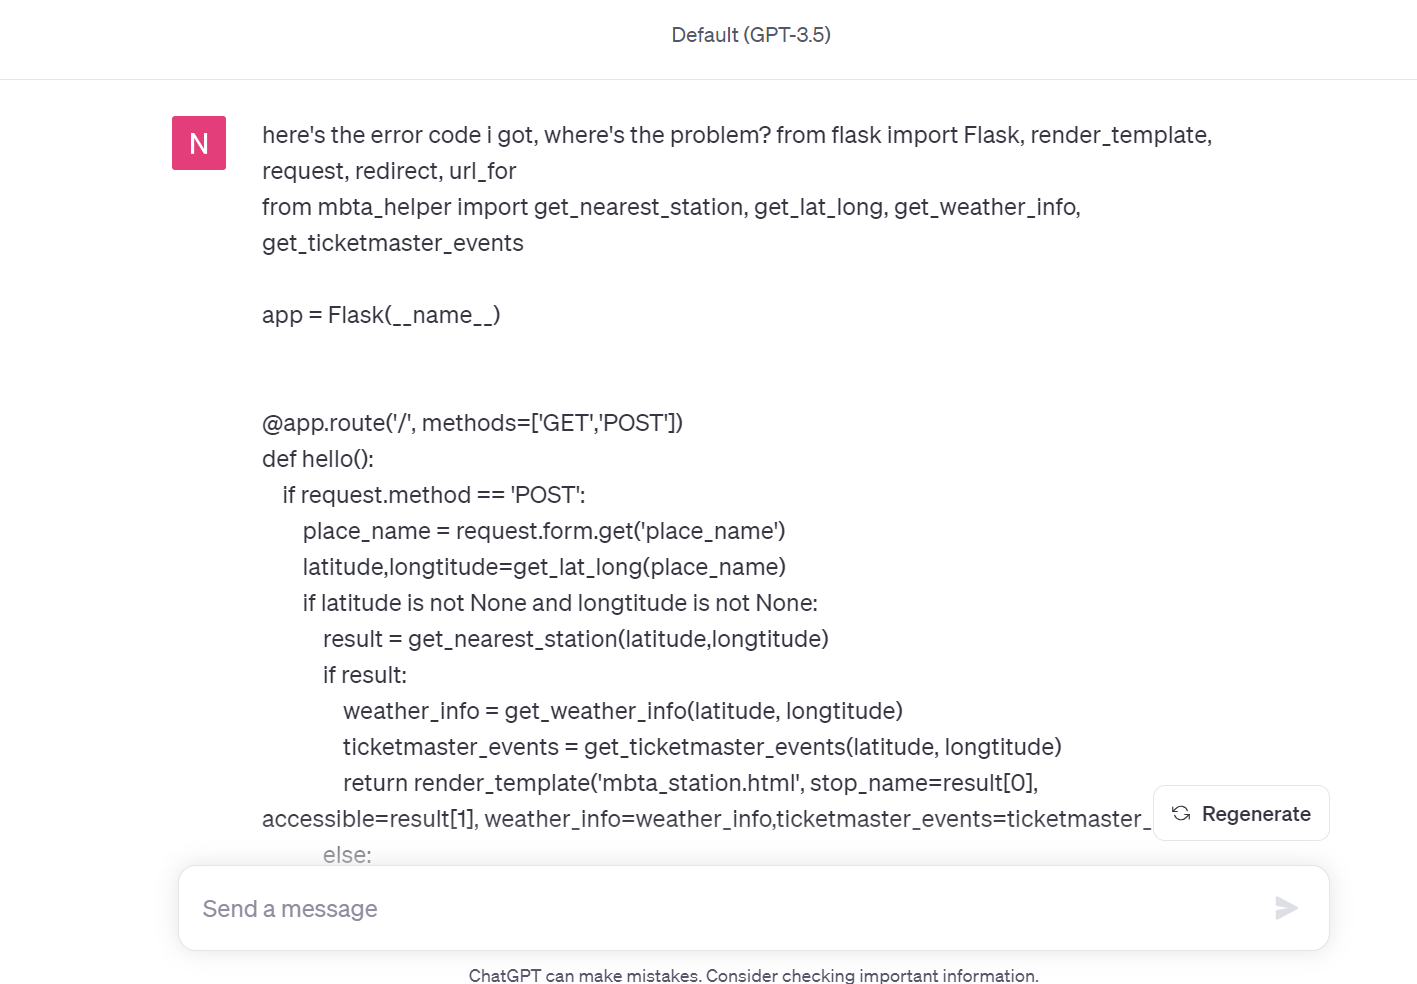 Default (GPT-3.5)
N
here's the error code i got, where's the problem? from flask import Flask, render_template,
request, redirect, url_for
from mbta_helper import get_nearest_station, get_lat_long, get_weather_info,
get_ticketmaster_events
app = Flask(__name__)
@app.route('/', methods=['GET','POST'])
def hello():
if request.method == 'POST':
place_name = request.form.get('place_name')
latitude,longtitude=get_lat_long(place_name)
if latitude is not None and longtitude is not None:
result = get_nearest_station(latitude,longtitude)
if result:
weather_info = get_weather_info(latitude, longtitude)
ticketmaster_events = get_ticketmaster_events(latitude, longtitude)
return render_template('mbta_station.html', stop_name=result[0],
accessible=result[1], weather_info=weather_info,ticketmaster_events=ticketmaster_
Regenerate
else:
Send a message
ChatGPT can make mistakes. Consider checking important information.